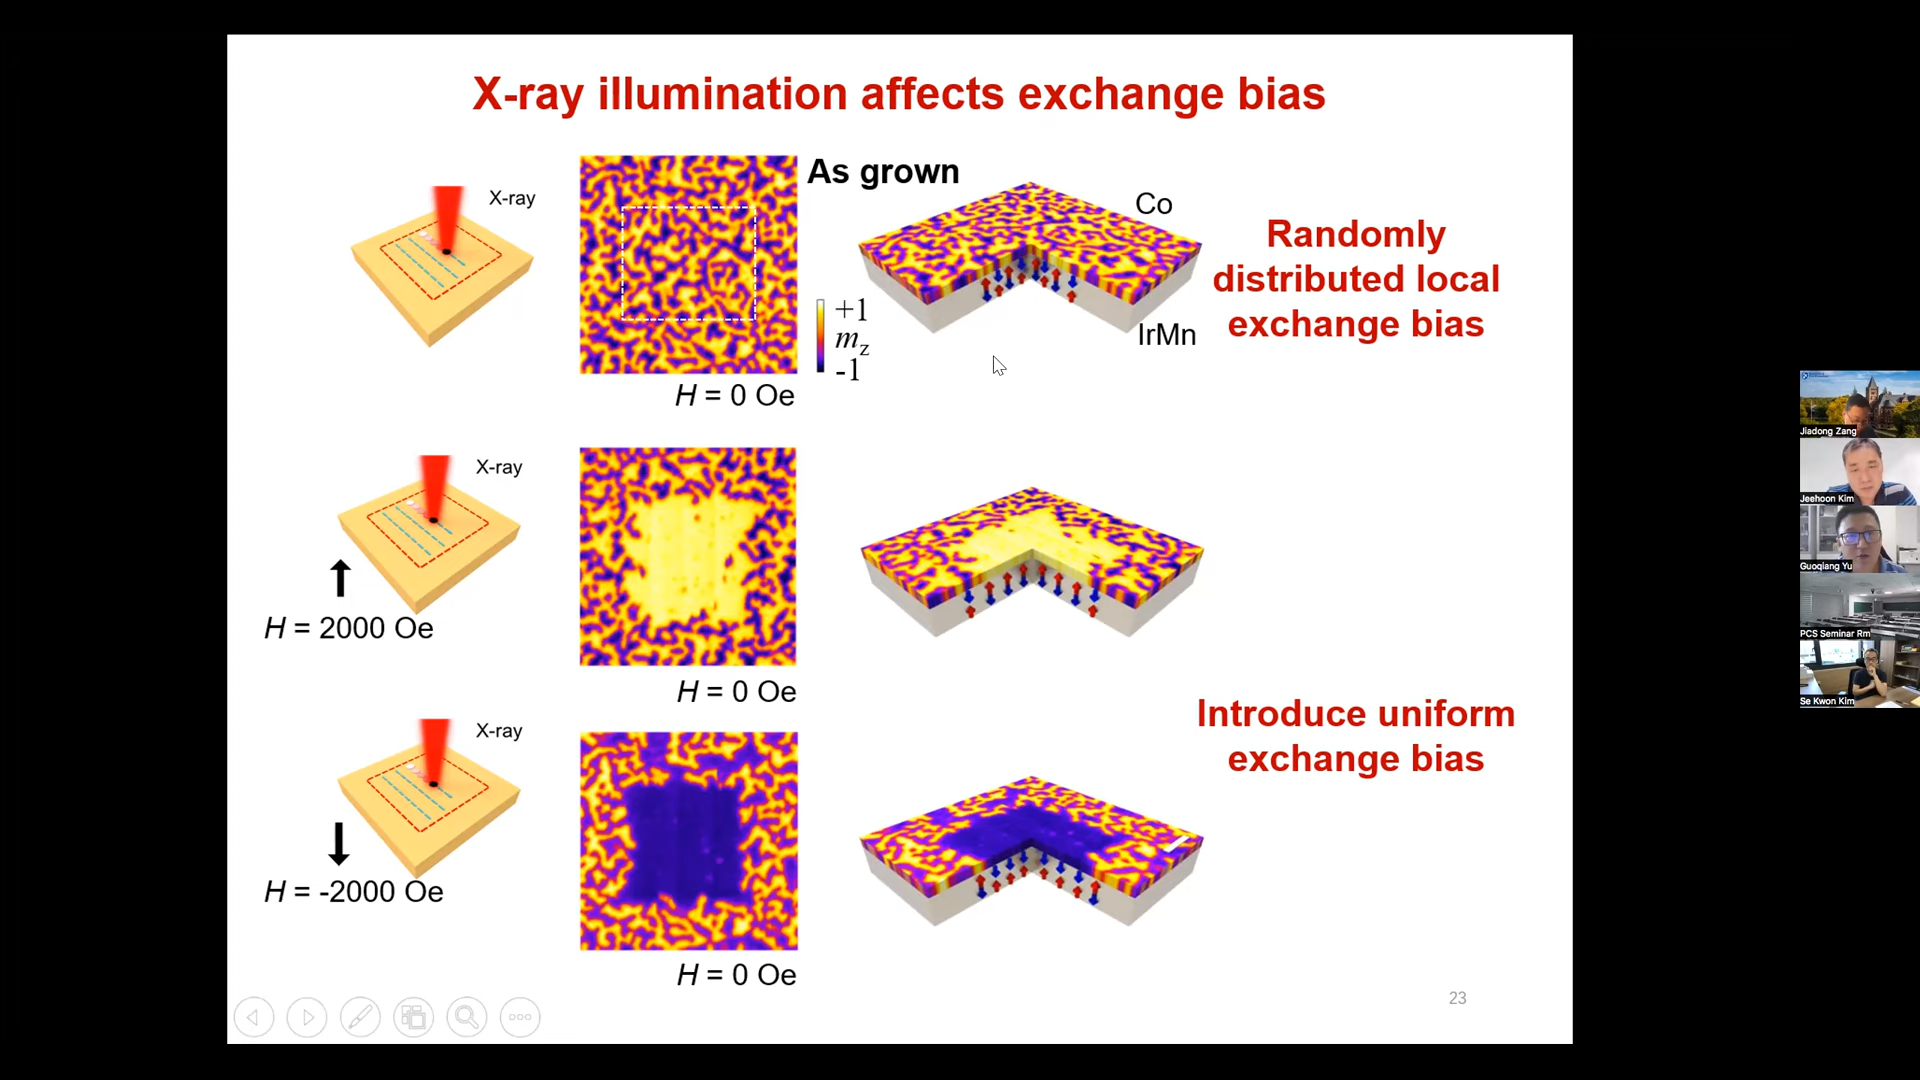 X-ray illumination affects exchange bias
X-ray
As grown
Co
+1
mz
-1
IrMn
H = 0 Oe
Randomly
distributed local
exchange bias
X-ray
H = 2000 Oe
H = 0 Oe
X-ray
H = -2000 Oe
H = 0 Oe
Introduce uniform
exchange bias
23
Jiadong Zang
Jeehoon Kim
Guoqiang Yu
PCS Seminar Rm
Se Kwon Kim